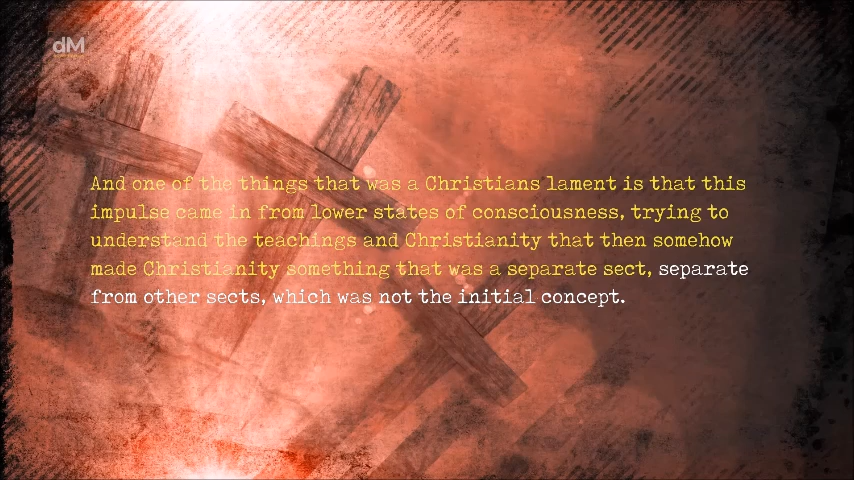 dM
And one of the things that was a Christians lament is that this
impulse came in from lower states of consciousness, trying to
understand the teachings and Christianity that then somehow
made Christianity something that was a separate sect, separate
from other sects, which was not the initial concept.